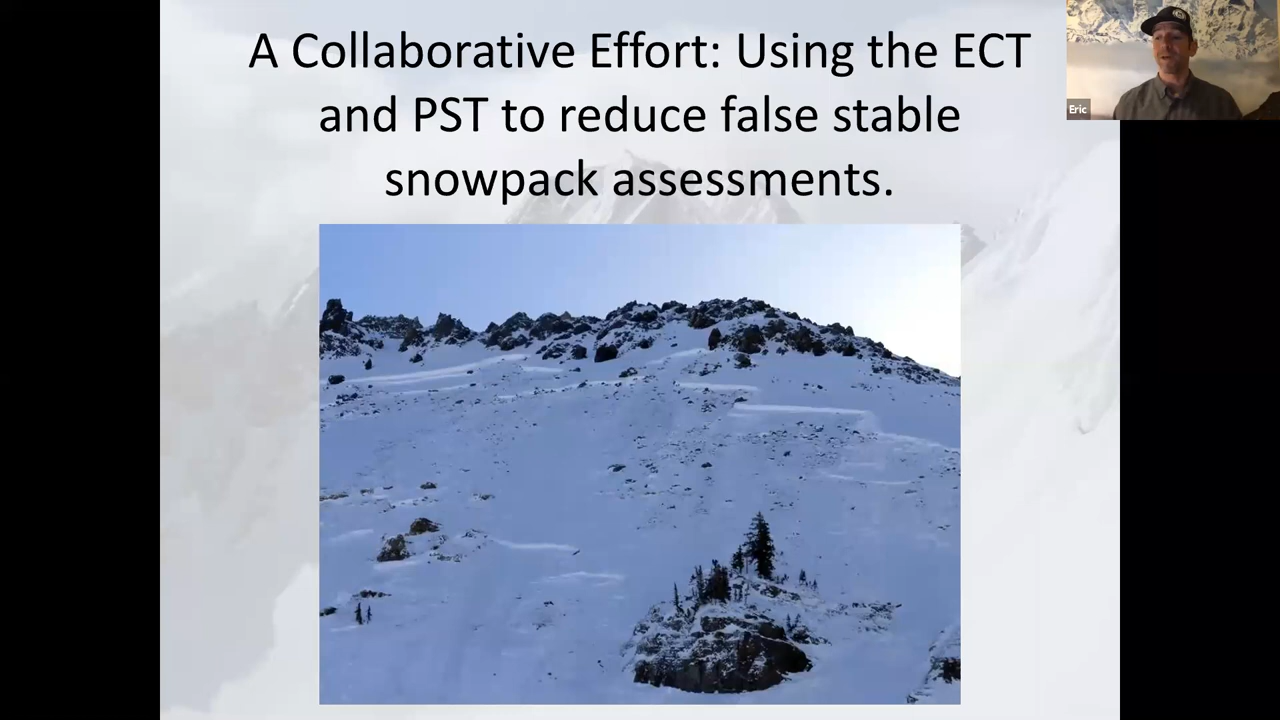 A Collaborative Effort: Using the ECT
and PST to reduce false stable
snowpack assessments.
Eric